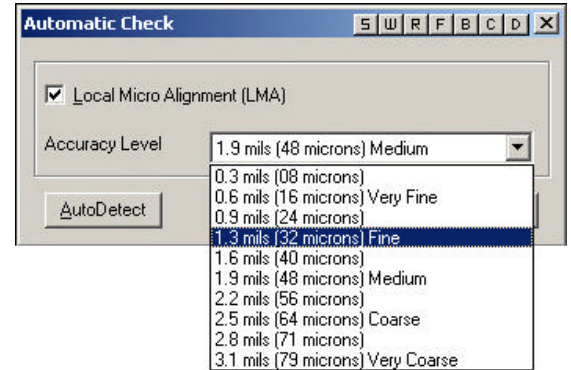 Automatic Check S W R F B C D
Local Micro Alignment (LMA)
Accuracy Level 1.9 mils (48 microns) Medium
0.3 mils (08 microns)
0.6 mils (16 microns) Very Fine
AutoDetect
0.9 mils (24 microns)
1.3 mils (32 microns) Fine
1.6 mils (40 microns)
1.9 mils (48 microns) Medium
2.2 mils (56 microns)
2.5 mils (64 microns) Coarse
2.8 mils (71 microns)
3.1 mils (79 microns) Very Coarse